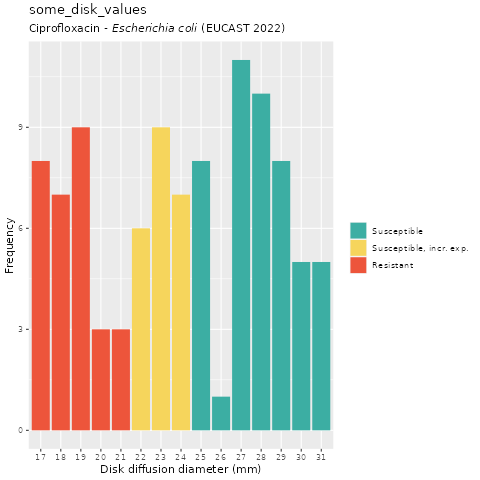 some_disk_values
Ciprofloxacin - Escherichia coli (EUCAST 2022)
Frequency
9
6
3
0
17 18 19 20 21 22 23 24 25 26 27 28 29 30 31
Disk diffusion diameter (mm)
Susceptible
Susceptible, incr. exp.
Resistant